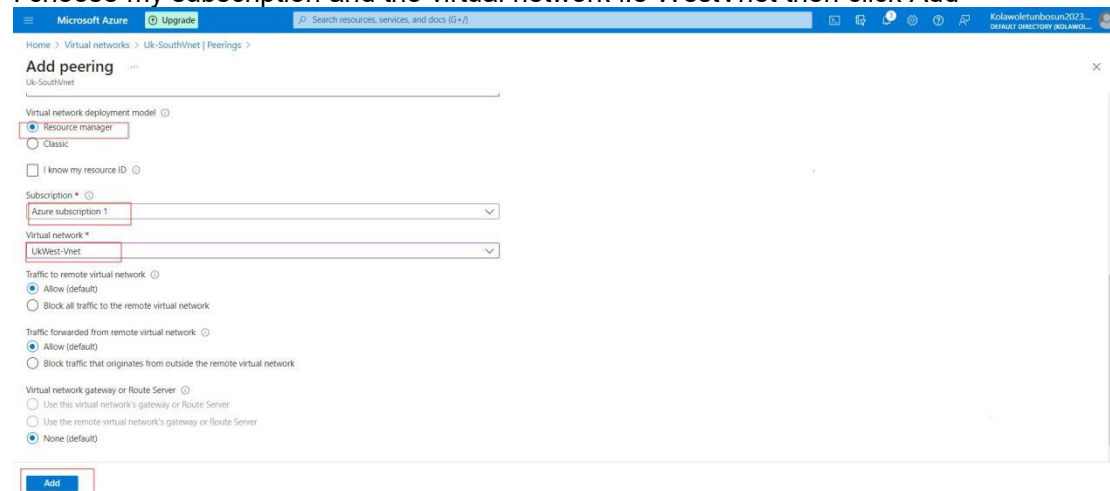 I choose my subscription and the virtual network i.e WestVnet then click Add
Microsoft Azure Upgrade Search resources, services, and docs (G+/) 3 Kolawoletunbosun2023...
DEFAULT DIRECTORY (KOLAWOL...
Home > Virtual networks > Uk-SouthVnet | Peerings >
Add peering ...
Uk-SouthVnet
Virtual network deployment model
Resource manager
Classic
I know my resource ID
Subscription *
Azure subscription 1
Virtual network *
UkWest-Vnet
Traffic to remote virtual network
Allow (default)
Block all traffic to the remote virtual network
Traffic forwarded from remote virtual network
Allow (default)
Block traffic that originates from outside the remote virtual network
Virtual network gateway or Route Server
Use this virtual network's gateway or Route Server
Use the remote virtual network's gateway or Route Server
None (default)
Add